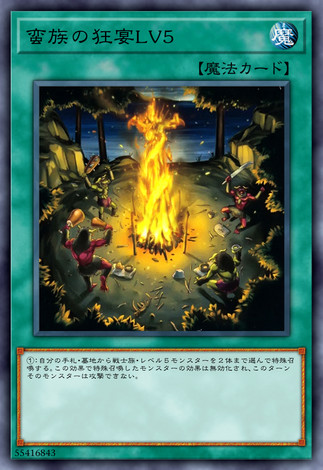 蛮族の狂宴LV5
魔
【魔法カード】
①:自分の手札・墓地から戦士族・レベル5モンスターを2体まで選んで特殊召
喚する。この効果で特殊召喚したモンスターの効果は無効化され、このターン
そのモンスターは攻撃できない。
55416843